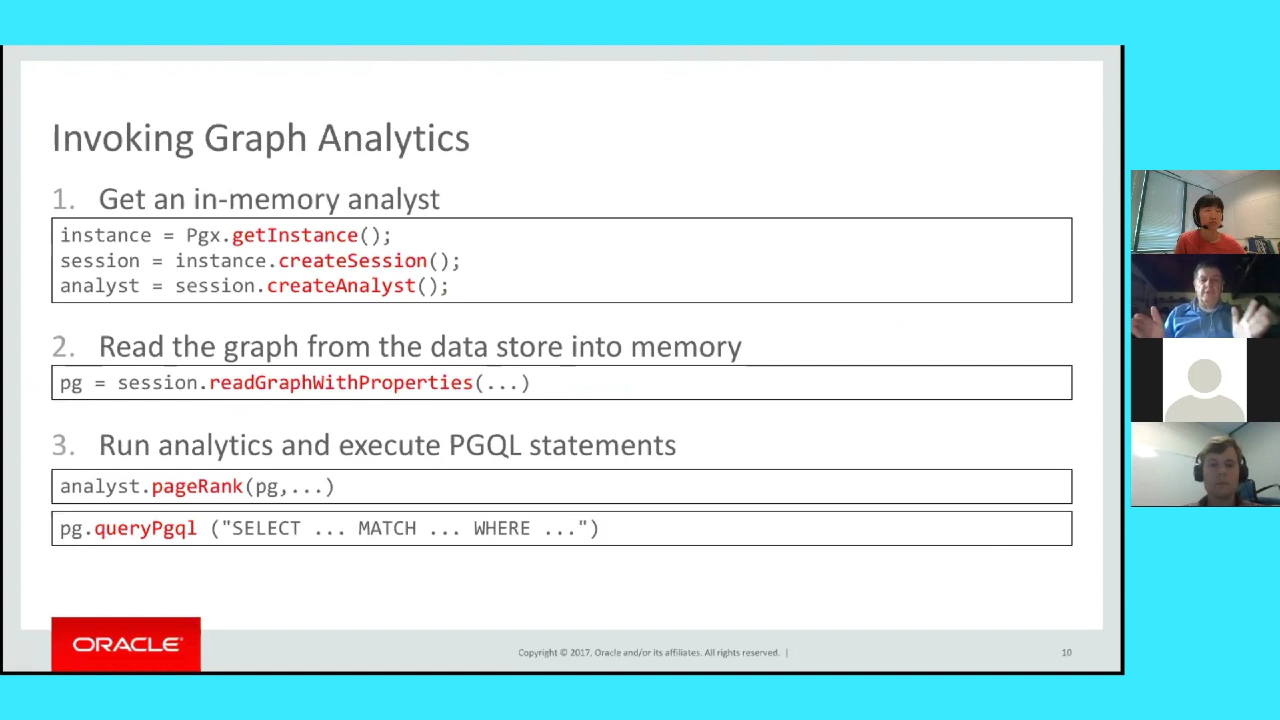 Invoking Graph Analytics
1. Get an in-memory analyst
instance = Pgx.getInstance();
session = instance.createSession();
analyst = session.createAnalyst();
2. Read the graph from the data store into memory
pg = session.readGraphWithProperties(...)
3. Run analytics and execute PGQL statements
analyst.pageRank(pg,...)
pg.queryPgql ("SELECT ... MATCH ... WHERE ...")
ORACLE®
Copyright © 2017, Oracle and/or its affiliates. All rights reserved. |
10